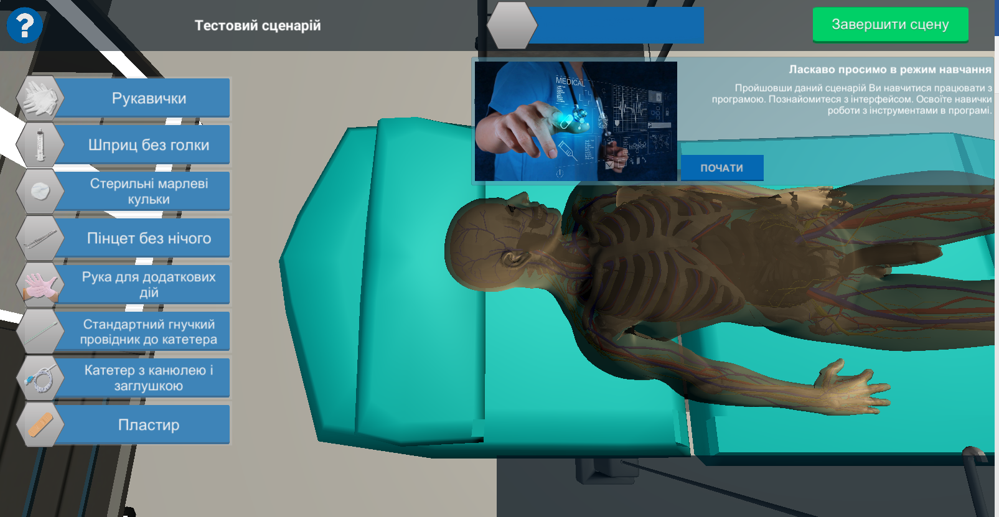 ?
Тестовий сценарій
Завершити сцену
Рукавички
Шприц без голки
Стерильні марлеві
кульки
Пінцет без нічого
Рука для додаткових
дій
Стандартний гнучкий
провідник до катетера
Катетер з канюлею і
заглушкою
Пластир
MEDICAL
Ласкаво просимо в режим навчання
Пройшовши даний сценарій Ви навчитися працювати з
програмою. Познайомитеся з інтерфейсом. Освоїте навички
роботи з інструментами в програмі.
ПОЧАТИ